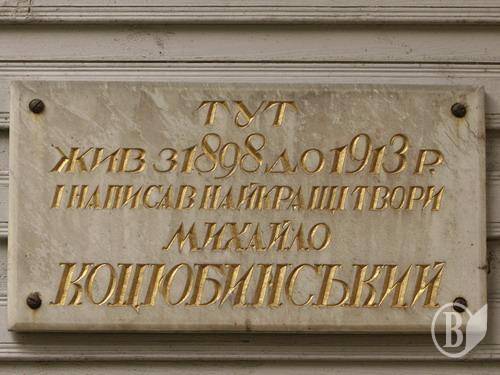 ТУТ
ЖИВ З 1898 ДО 1913 Р.
І НАПИСАВ НАЙКРАЩІ ТВОРИ
МИХАЙЛО
КОЦЮБИНСЬКИЙ
В